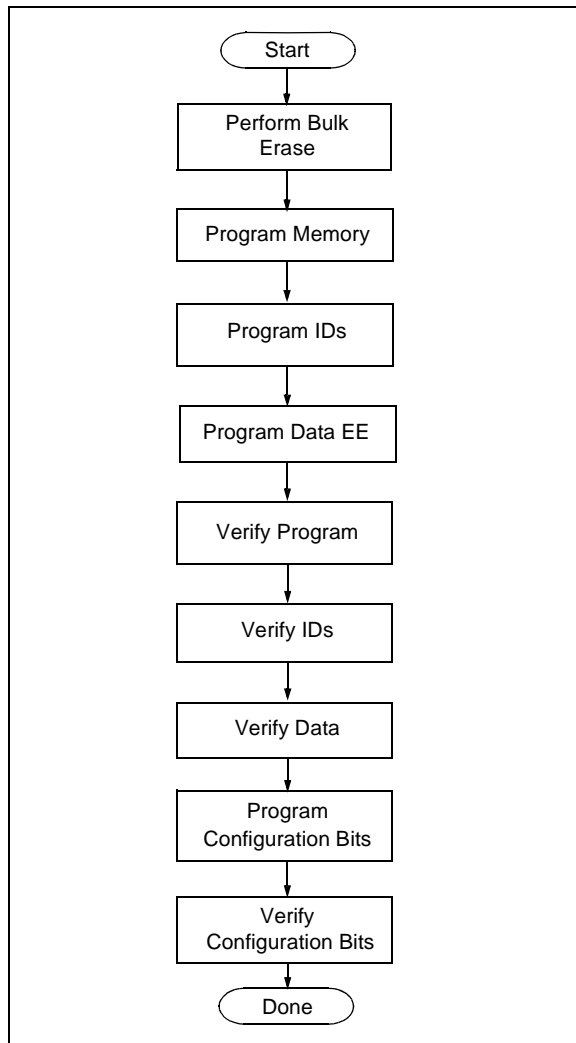 Start
Perform Bulk
Erase
Program Memory
Program IDs
Program Data EE
Verify Program
Verify IDs
Verify Data
Program
Configuration Bits
Verify
Configuration Bits
Done